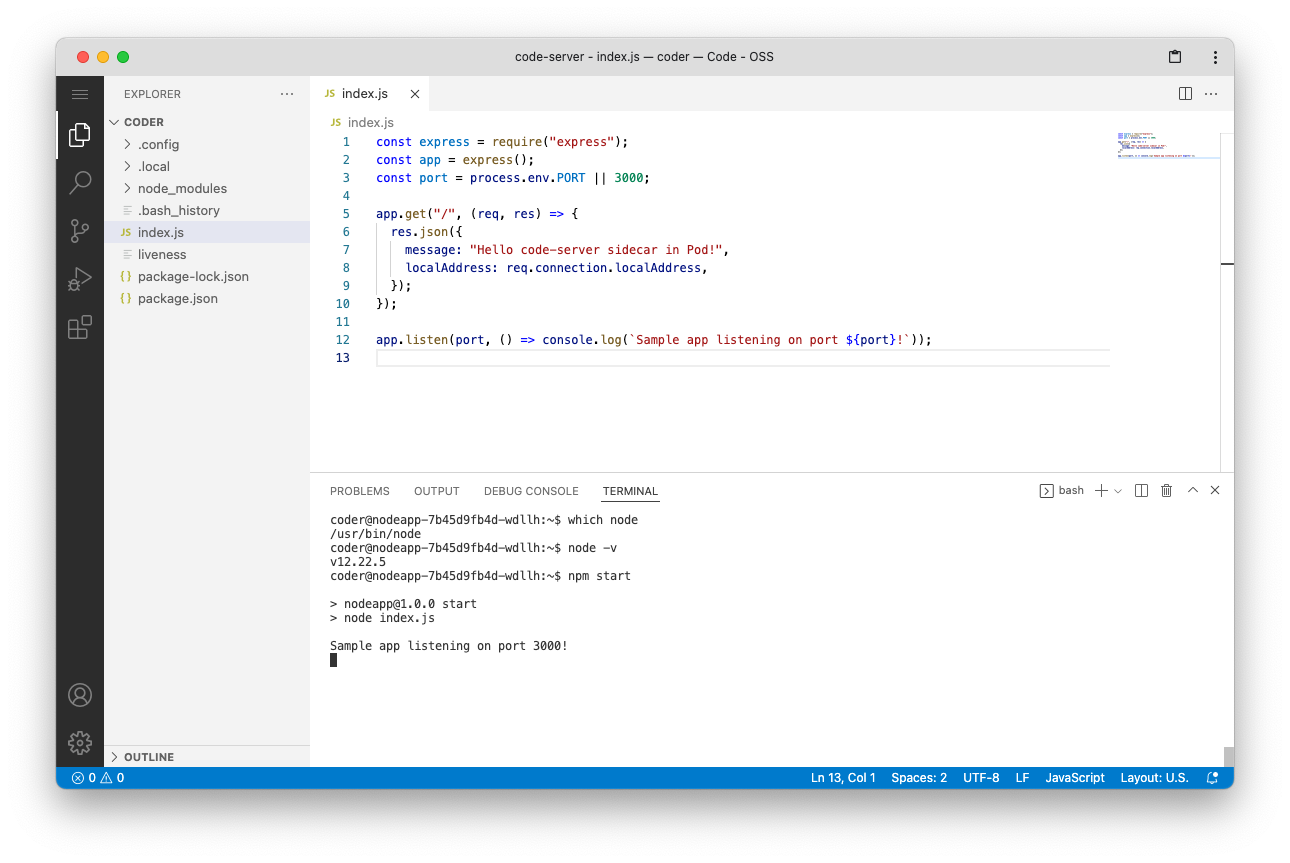 code-server - index.js — coder — Code - OSS
EXPLORER
CODER
.config
.local
node_modules
.bash_history
JS index.js
liveness
{} package-lock.json
{} package.json
OUTLINE
JS index.js
JS index.js
1 const express = require("express");
2 const app = express();
3 const port = process.env.PORT || 3000;
4
5 app.get("/", (req, res) => {
6 res.json({
7 message: "Hello code-server sidecar in Pod!",
8 localAddress: req.connection.localAddress,
9 });
10 });
11
12 app.listen(port, () => console.log(`Sample app listening on port ${port}!`));
13
PROBLEMS OUTPUT DEBUG CONSOLE TERMINAL bash
coder@nodeapp-7b45d9fb4d-wdllh:~$ which node
/usr/bin/node
coder@nodeapp-7b45d9fb4d-wdllh:~$ node -v
v12.22.5
coder@nodeapp-7b45d9fb4d-wdllh:~$ npm start
> nodeapp@1.0.0 start
> node index.js
Sample app listening on port 3000!
0 0 Ln 13, Col 1 Spaces: 2 UTF-8 LF JavaScript Layout: U.S.